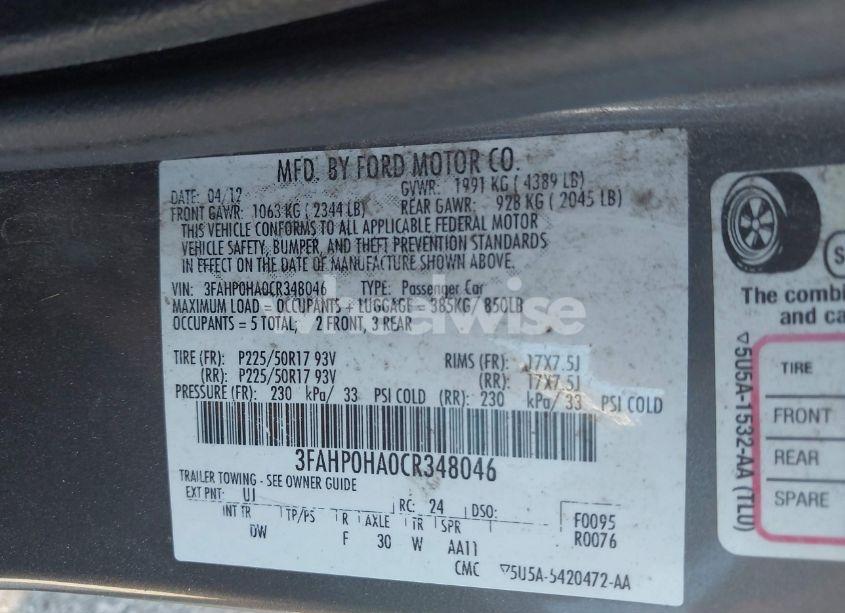 MFD. BY FORD MOTOR CO.
DATE: 04/12 GVWR: 1991 KG ( 4389 LB)
FRONT GAWR: 1063 KG ( 2344 LB) REAR GAWR: 928 KG ( 2045 LB)
THIS VEHICLE CONFORMS TO ALL APPLICABLE FEDERAL MOTOR
VEHICLE SAFETY, BUMPER, AND THEFT PREVENTION STANDARDS
IN EFFECT ON THE DATE OF MANUFACTURE SHOWN ABOVE.
VIN: 3FAHP0HA0CR348046 TYPE: Passenger Car
MAXIMUM LOAD = OCCUPANTS + LUGGAGE = 385KG/ 850LB
OCCUPANTS = 5 TOTAL; 2 FRONT, 3 REAR
TIRE (FR): P225/50R17 93V RIMS (FR): 17X7.5J
(RR): P225/50R17 93V (RR): 17X7.5J
PRESSURE (FR): 230 kPa/ 33 PSI COLD (RR): 230 kPa/ 33 PSI COLD
3FAHP0HA0CR348046
TRAILER TOWING - SEE OWNER GUIDE
EXT PNT: UJ RC: 24 DSO:
INT TR TP/PS R AXLE TR SPR F0095
DW F 30 W AA11 R0076
CMC ▽5U5A-5420472-AA
wheelwise
The combi
and ca
▽5U5A-1532-AA (TLU)
TIRE
FRONT
REAR
SPARE